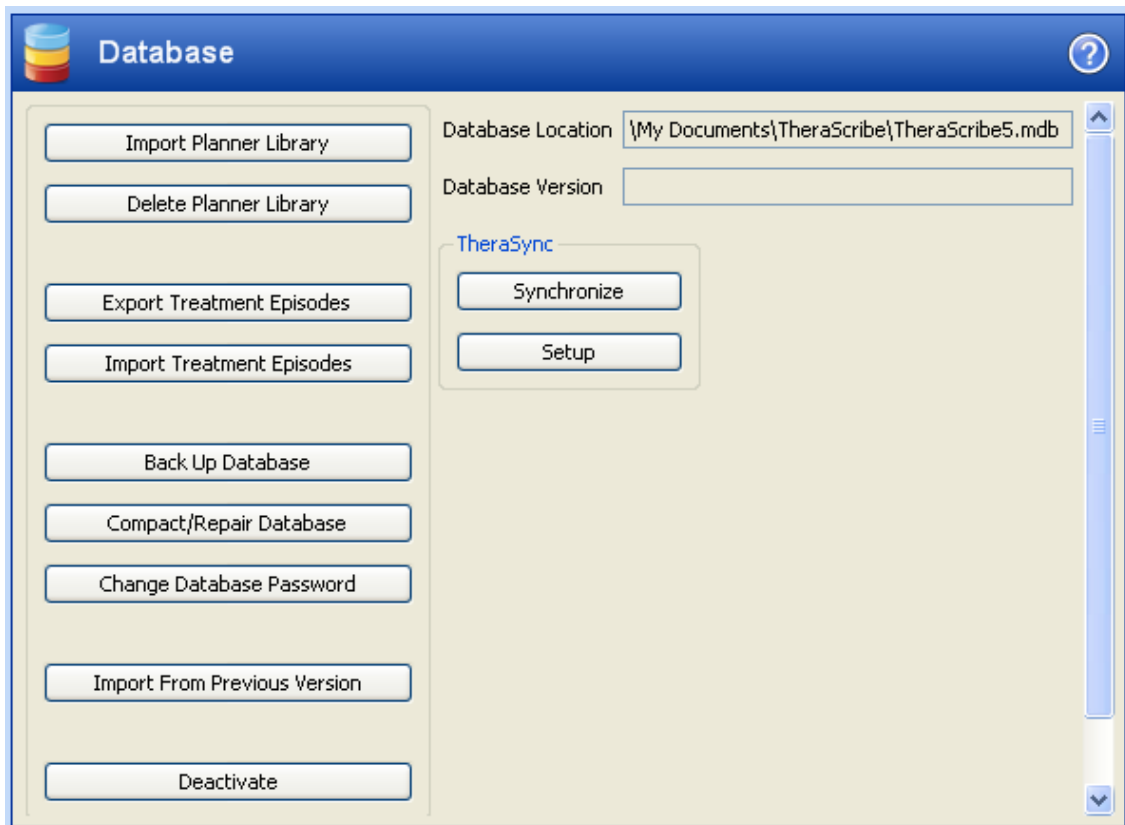 Database
?
Import Planner Library
Delete Planner Library
Export Treatment Episodes
Import Treatment Episodes
Back Up Database
Compact/Repair Database
Change Database Password
Import From Previous Version
Deactivate
Database Location \My Documents\TheraScribe\TheraScribe5.mdb
Database Version
TheraSync
Synchronize
Setup